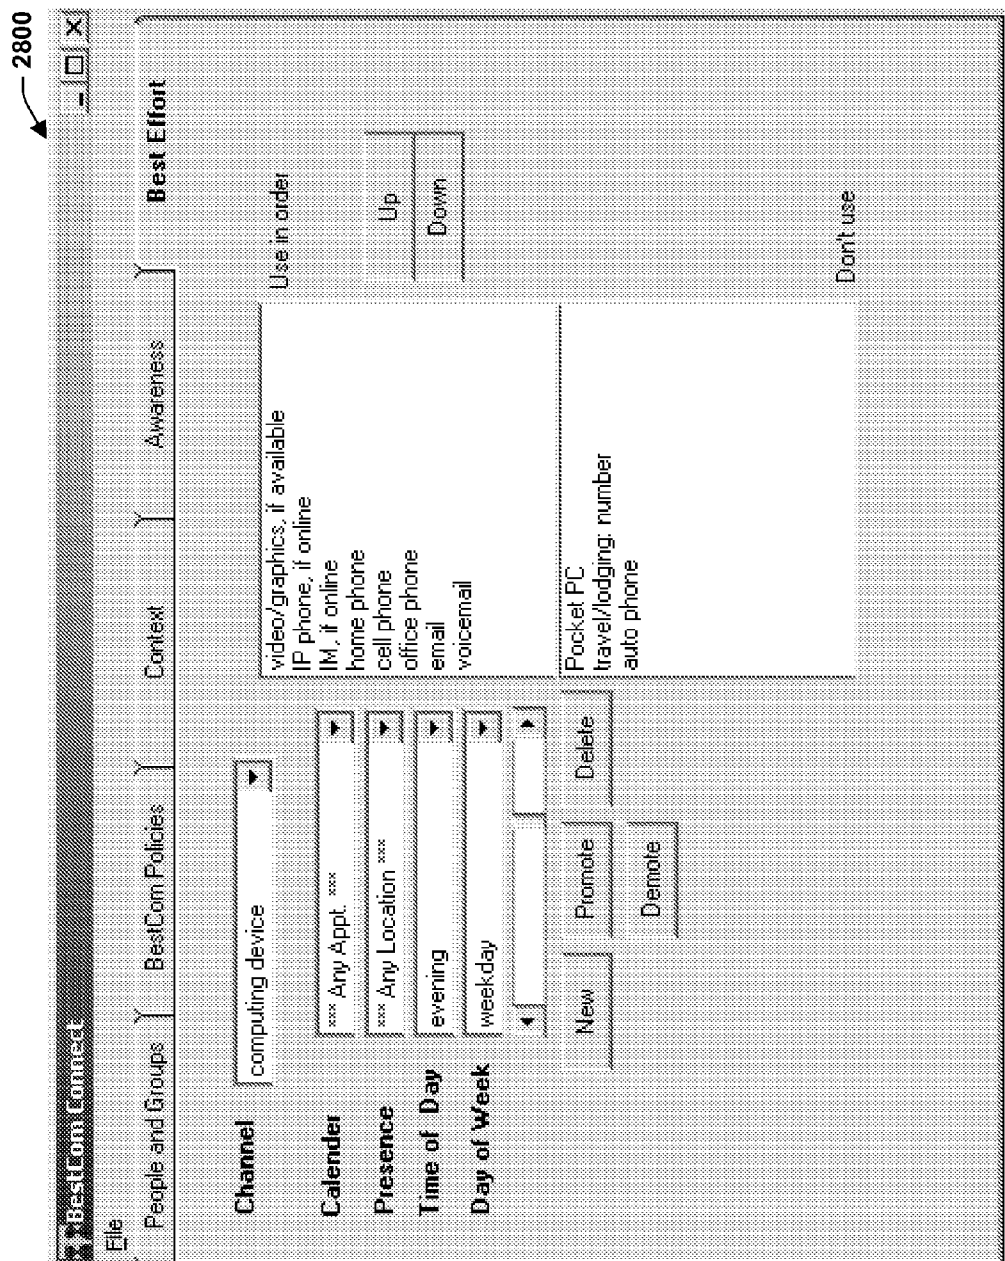 2800
BestCom Connect
File
People and Groups
BestCom Policies
Context
Awareness
Best Effort
Channel
computing device
Calender
*** Any Appt. ***
Presence
*** Any Location ***
Time of Day
evening
Day of Week
weekday
New
Promote
Delete
Demote
video/graphics, if available
IP phone, if online
IM, if online
home phone
cell phone
office phone
email
voicemail
Use in order
Up
Down
Pocket PC
travel/lodging: number
auto phone
Don't use